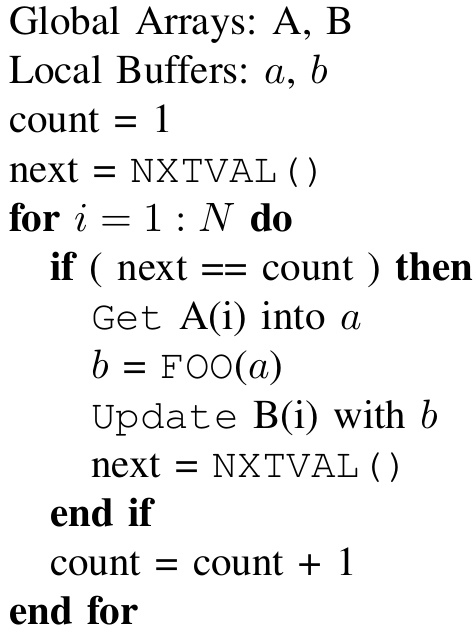 Global Arrays: A, B
Local Buffers: a, b
count = 1
next = NXTVAL()
for i = 1 : N do
if ( next == count ) then
Get A(i) into a
b = FOO(a)
Update B(i) with b
next = NXTVAL()
end if
count = count + 1
end for